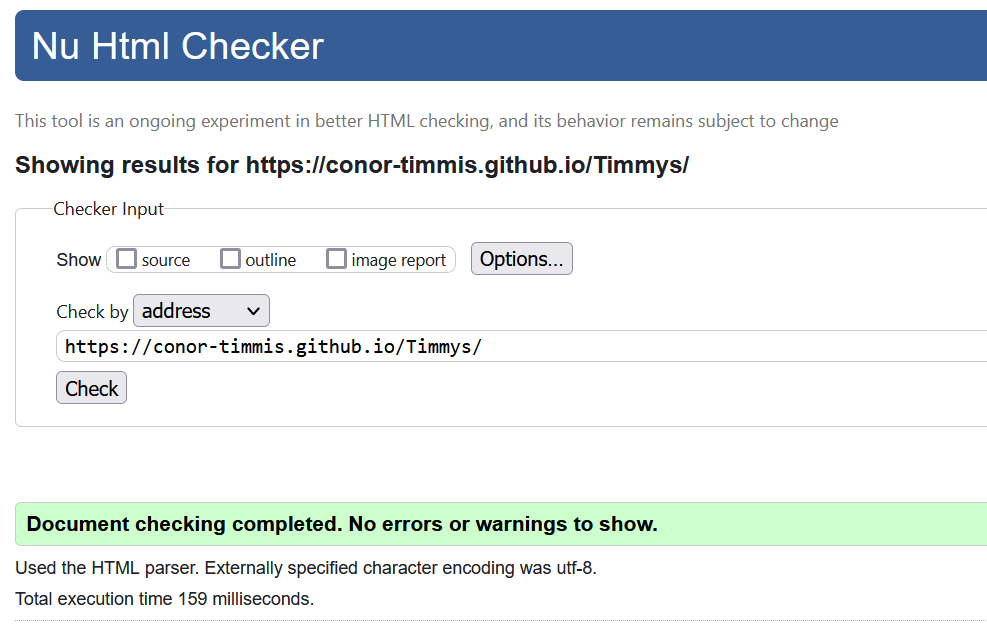 Nu Html Checker
This tool is an ongoing experiment in better HTML checking, and its behavior remains subject to change
Showing results for https://conor-timmis.github.io/Timmys/
Checker Input
Show source outline image report Options...
Check by address
https://conor-timmis.github.io/Timmys/
Check
Document checking completed. No errors or warnings to show.
Used the HTML parser. Externally specified character encoding was utf-8.
Total execution time 159 milliseconds.